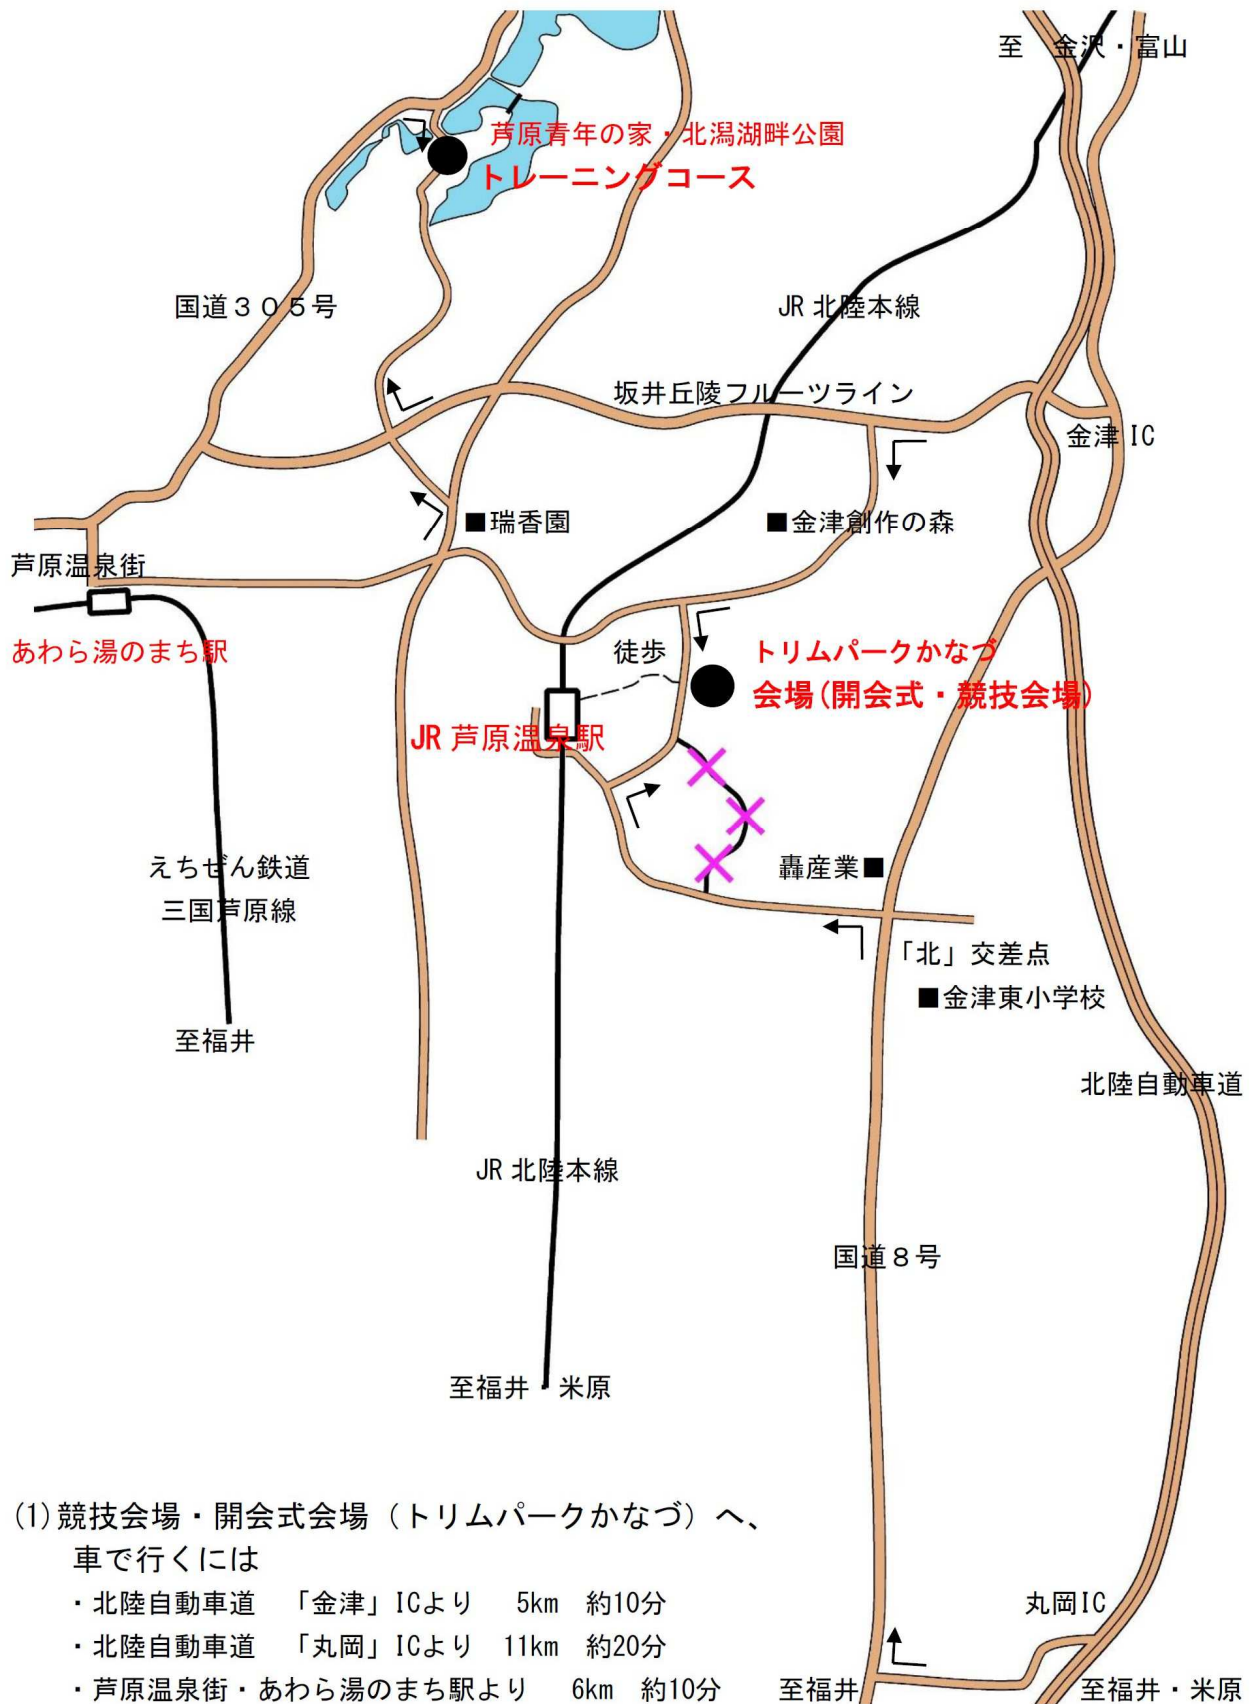 至　金沢・富山
芦原青年の家・北潟湖畔公園
トレーニングコース
国道３０５号
JR 北陸本線
坂井丘陵フルーツライン
金津 IC
■瑞香園
■金津創作の森
芦原温泉街
あわら湯のまち駅
徒歩
トリムパークかなづ
会場(開会式・競技会場)
JR 芦原温泉駅
えちぜん鉄道
三国芦原線
轟産業■
「北」交差点
■金津東小学校
至福井
北陸自動車道
JR 北陸本線
国道８号
至福井・米原
(1)競技会場・開会式会場（トリムパークかなづ）へ、
車で行くには
・北陸自動車道　「金津」ICより　5km　約10分
・北陸自動車道　「丸岡」ICより　11km　約20分
・芦原温泉街・あわら湯のまち駅より　6km　約10分
丸岡IC
至福井
至福井・米原